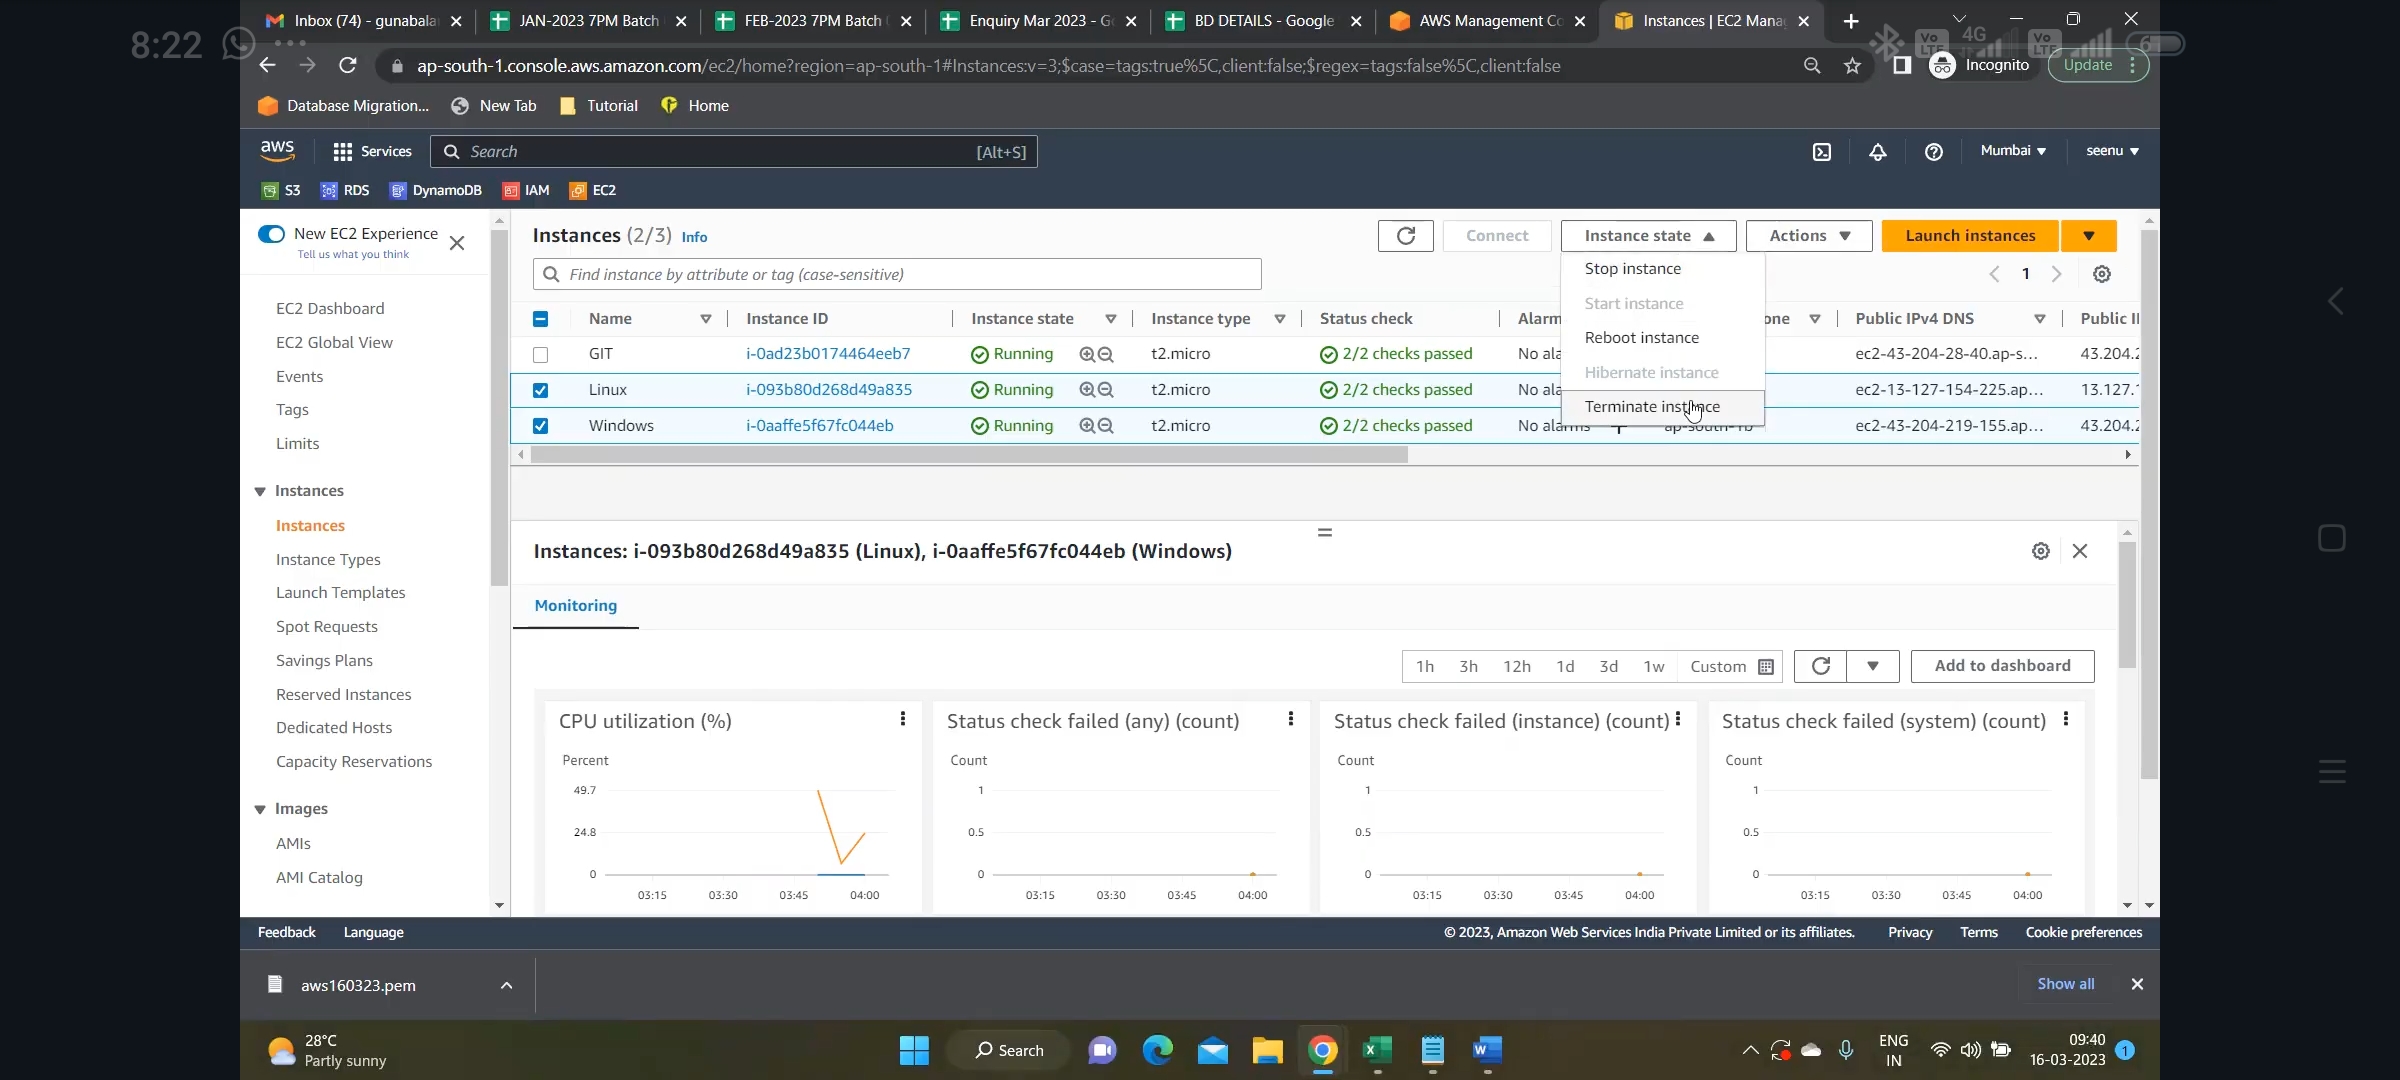 8:22
Inbox (74) - gunabala
JAN-2023 7PM Batch
FEB-2023 7PM Batch
Enquiry Mar 2023 - G
BD DETAILS - Google
AWS Management Co
Instances | EC2 Mana
ap-south-1.console.aws.amazon.com/ec2/home?region=ap-south-1#Instances:v=3;$case=tags:true%5C,client:false;$regex=tags:false%5C,client:false
Vo LTE
4G
Vo LTE
6
Incognito
Update
Database Migration...
New Tab
Tutorial
Home
aws
Services
Search
[Alt+S]
Mumbai
seenu
S3
RDS
DynamoDB
IAM
EC2
New EC2 Experience
Tell us what you think
EC2 Dashboard
EC2 Global View
Events
Tags
Limits
Instances
Instances
Instance Types
Launch Templates
Spot Requests
Savings Plans
Reserved Instances
Dedicated Hosts
Capacity Reservations
Images
AMIs
AMI Catalog
Instances (2/3) Info
Connect
Instance state
Actions
Launch instances
Find instance by attribute or tag (case-sensitive)
1
Stop instance
Start instance
Reboot instance
Hibernate instance
Terminate instance
Name
Instance ID
Instance state
Instance type
Status check
Alarm
one
Public IPv4 DNS
Public I
GIT i-0ad23b0174464eeb7 Running t2.micro 2/2 checks passed No ala ec2-43-204-28-40.ap-s... 43.204.2
Linux i-093b80d268d49a835 Running t2.micro 2/2 checks passed No ala ec2-13-127-154-225.ap... 13.127.1
Windows i-0aaffe5f67fc044eb Running t2.micro 2/2 checks passed No alarms ap-south-1b ec2-43-204-219-155.ap... 43.204.2
Instances: i-093b80d268d49a835 (Linux), i-0aaffe5f67fc044eb (Windows)
Monitoring
1h 3h 12h 1d 3d 1w Custom
Add to dashboard
CPU utilization (%)
Percent
49.7
24.8
0
03:15 03:30 03:45 04:00
Status check failed (any) (count)
Count
1
0.5
0
03:15 03:30 03:45 04:00
Status check failed (instance) (count)
Count
1
0.5
0
03:15 03:30 03:45 04:00
Status check failed (system) (count)
Count
1
0.5
0
03:15 03:30 03:45 04:00
Feedback
Language
© 2023, Amazon Web Services India Private Limited or its affiliates.
Privacy
Terms
Cookie preferences
aws160323.pem
Show all
28°C
Partly sunny
Search
ENG
IN
09:40
16-03-2023
1